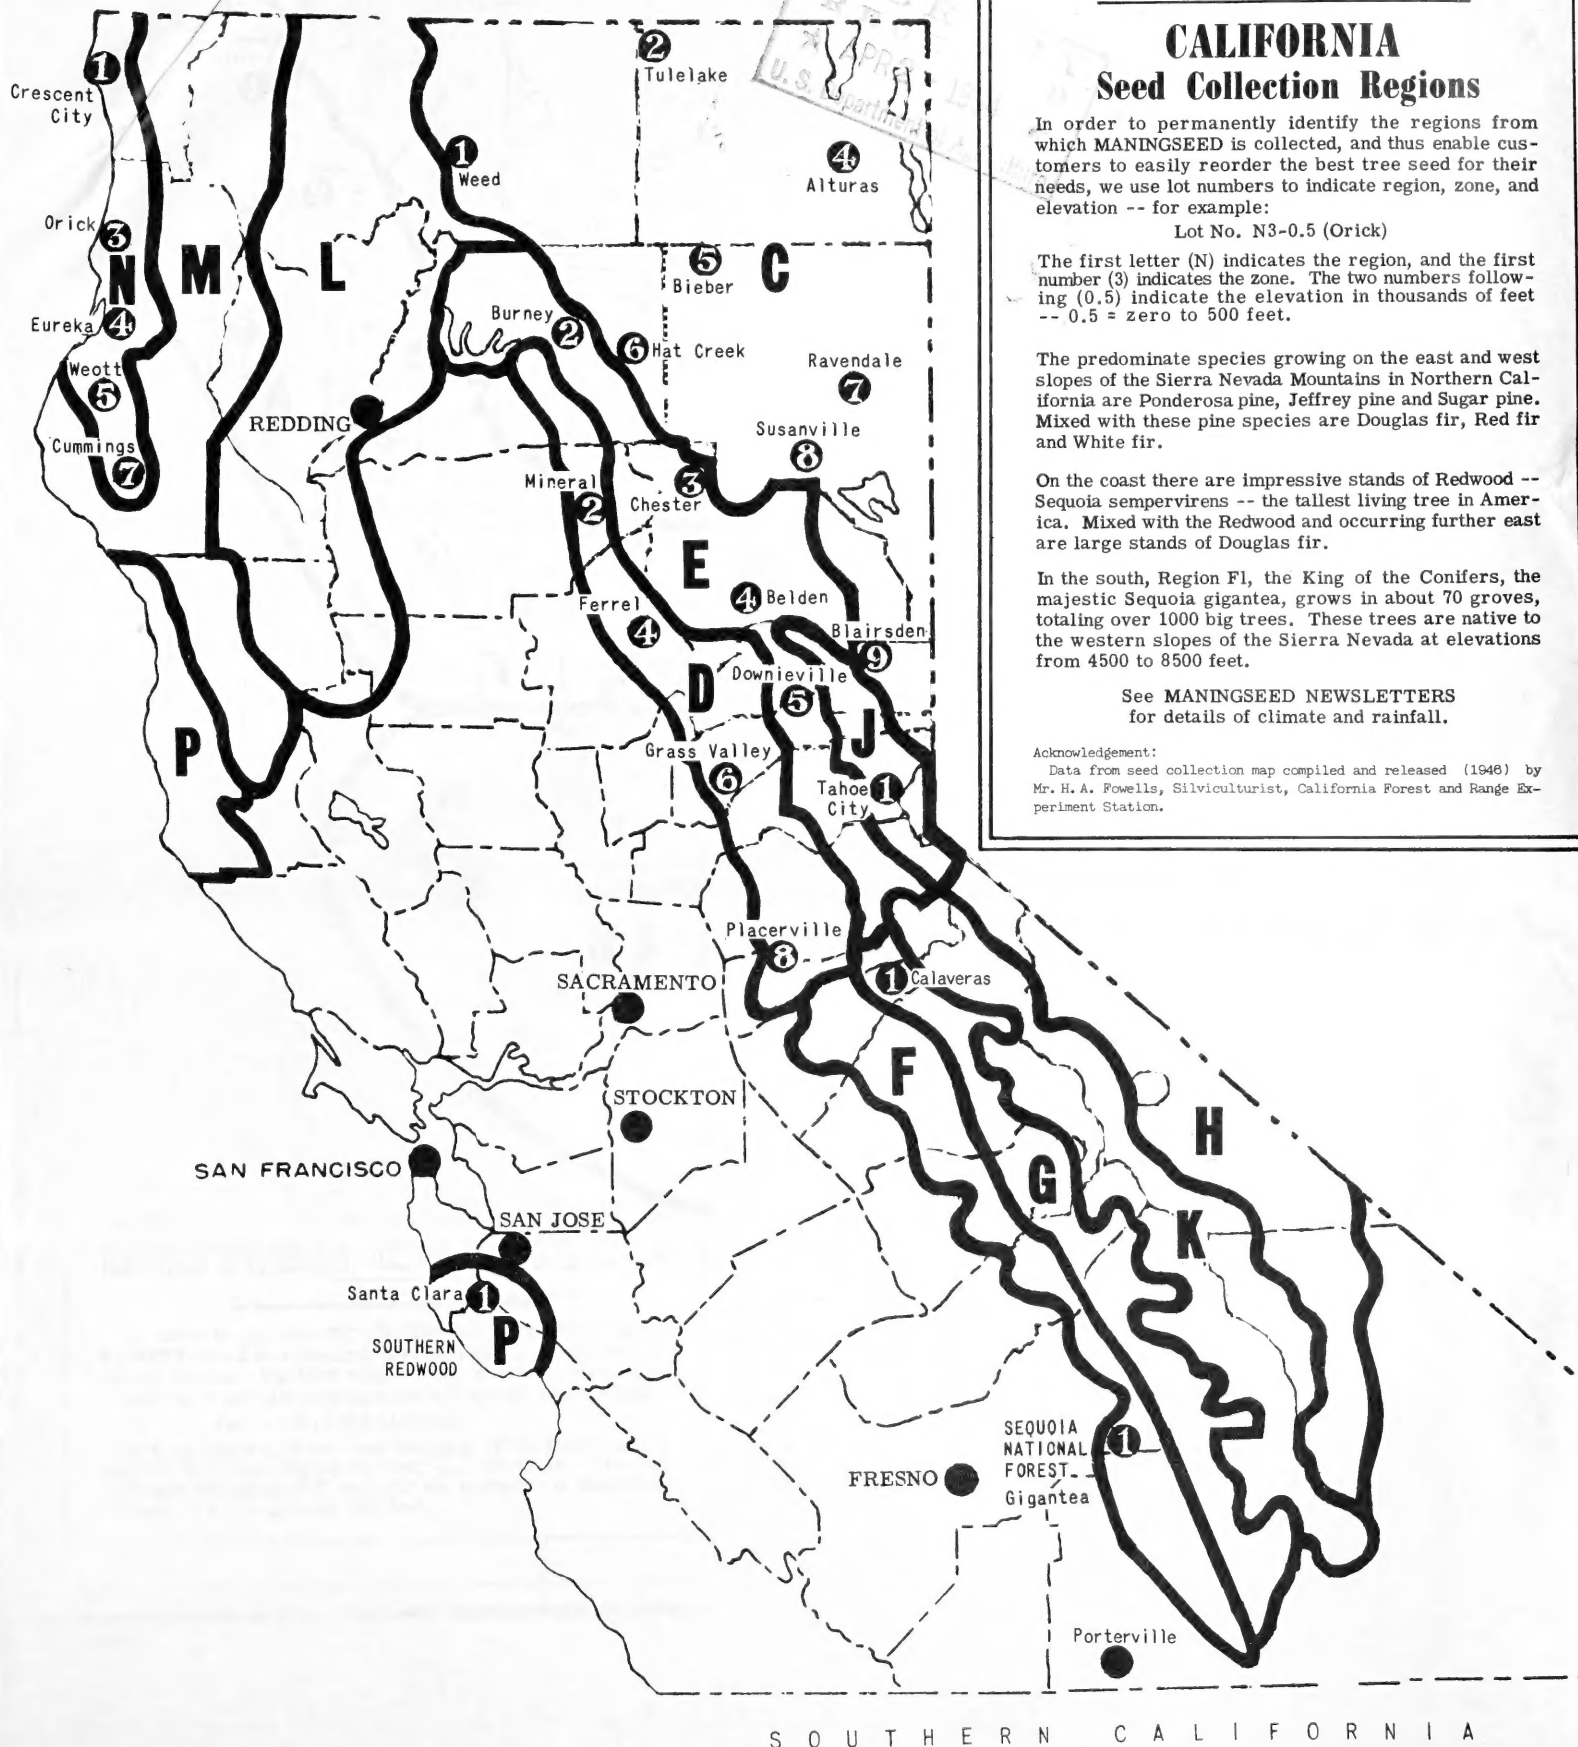 CALIFORNIA
Seed Collection Regions
In order to permanently identify the regions from
which MANINGSEED is collected, and thus enable cus-
tomers to easily reorder the best tree seed for their
needs, we use lot numbers to indicate region, zone, and
elevation -- for example:
Lot No. N3-0.5 (Orick)
The first letter (N) indicates the region, and the first
number (3) indicates the zone. The two numbers follow-
ing (0.5) indicate the elevation in thousands of feet
-- 0.5 = zero to 500 feet.
The predominate species growing on the east and west
slopes of the Sierra Nevada Mountains in Northern Cal-
ifornia are Ponderosa pine, Jeffrey pine and Sugar pine.
Mixed with these pine species are Douglas fir, Red fir
and White fir.
On the coast there are impressive stands of Redwood --
Sequoia sempervirens -- the tallest living tree in Amer-
ica. Mixed with the Redwood and occurring further east
are large stands of Douglas fir.
In the south, Region F1, the King of the Conifers, the
majestic Sequoia gigantea, grows in about 70 groves,
totaling over 1000 big trees. These trees are native to
the western slopes of the Sierra Nevada at elevations
from 4500 to 8500 feet.
See MANINGSEED NEWSLETTERS
for details of climate and rainfall.
Acknowledgement:
Data from seed collection map compiled and released (1946) by
Mr. H. A. Fowells, Silviculturist, California Forest and Range Ex-
periment Station.
1
Crescent
City
2
Tulelake
APR
U. S. Department of
1
Weed
4
Alturas
Orick
3
N
M
L
5
Bieber
C
Eureka
4
Burney
2
6
Hat Creek
Ravendale
7
Weott
5
REDDING
Susanville
8
Cummings
7
Mineral
2
3
Chester
E
4
Belden
Ferrel
4
Blairsden
9
D
Downieville
5
J
P
Grass Valley
6
Tahoe
City
1
Placerville
8
SACRAMENTO
1
Calaveras
F
STOCKTON
H
SAN FRANCISCO
G
SAN JOSE
K
Santa Clara
1
P
SOUTHERN
REDWOOD
SEQUOIA
NATIONAL
FOREST
Gigantea
1
FRESNO
Porterville
SOUTHERN CALIFORNIA